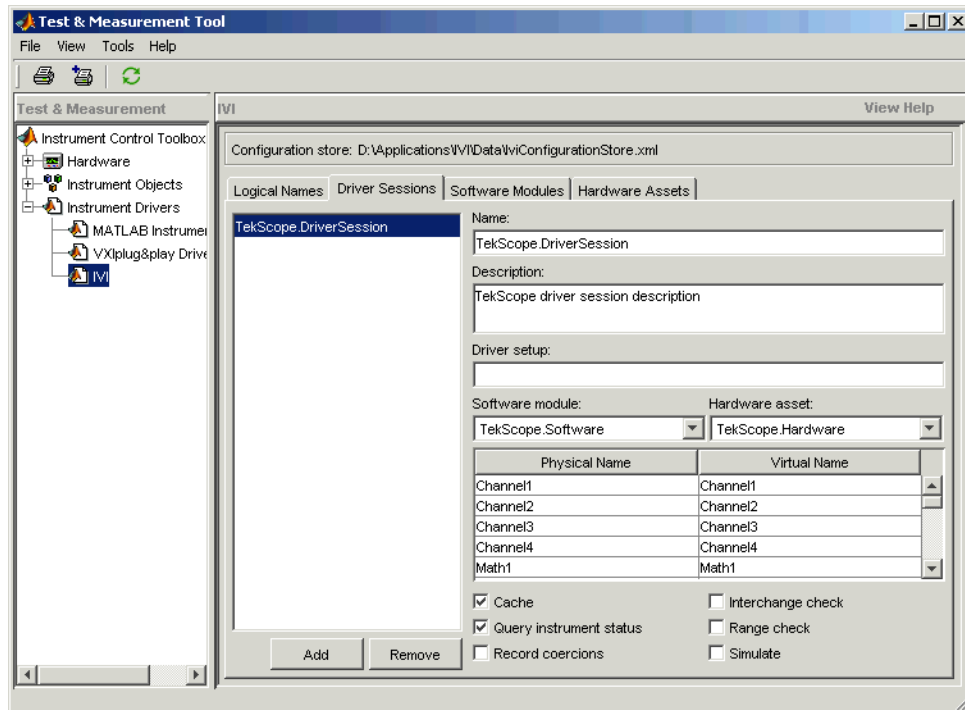 Test & Measurement Tool
File View Tools Help
Test & Measurement
IVI
View Help
Instrument Control Toolbox
Hardware
Instrument Objects
Instrument Drivers
MATLAB Instrumer
VXIplug&play Drive
IVI
Configuration store: D:\Applications\IVI\Data\IviConfigurationStore.xml
Logical Names Driver Sessions Software Modules Hardware Assets
TekScope.DriverSession
Name:
TekScope.DriverSession
Description:
TekScope driver session description
Driver setup:
Software module: Hardware asset:
TekScope.Software TekScope.Hardware
Physical Name Virtual Name
Channel1 Channel1
Channel2 Channel2
Channel3 Channel3
Channel4 Channel4
Math1 Math1
Cache Interchange check
Query instrument status Range check
Record coercions Simulate
Add Remove